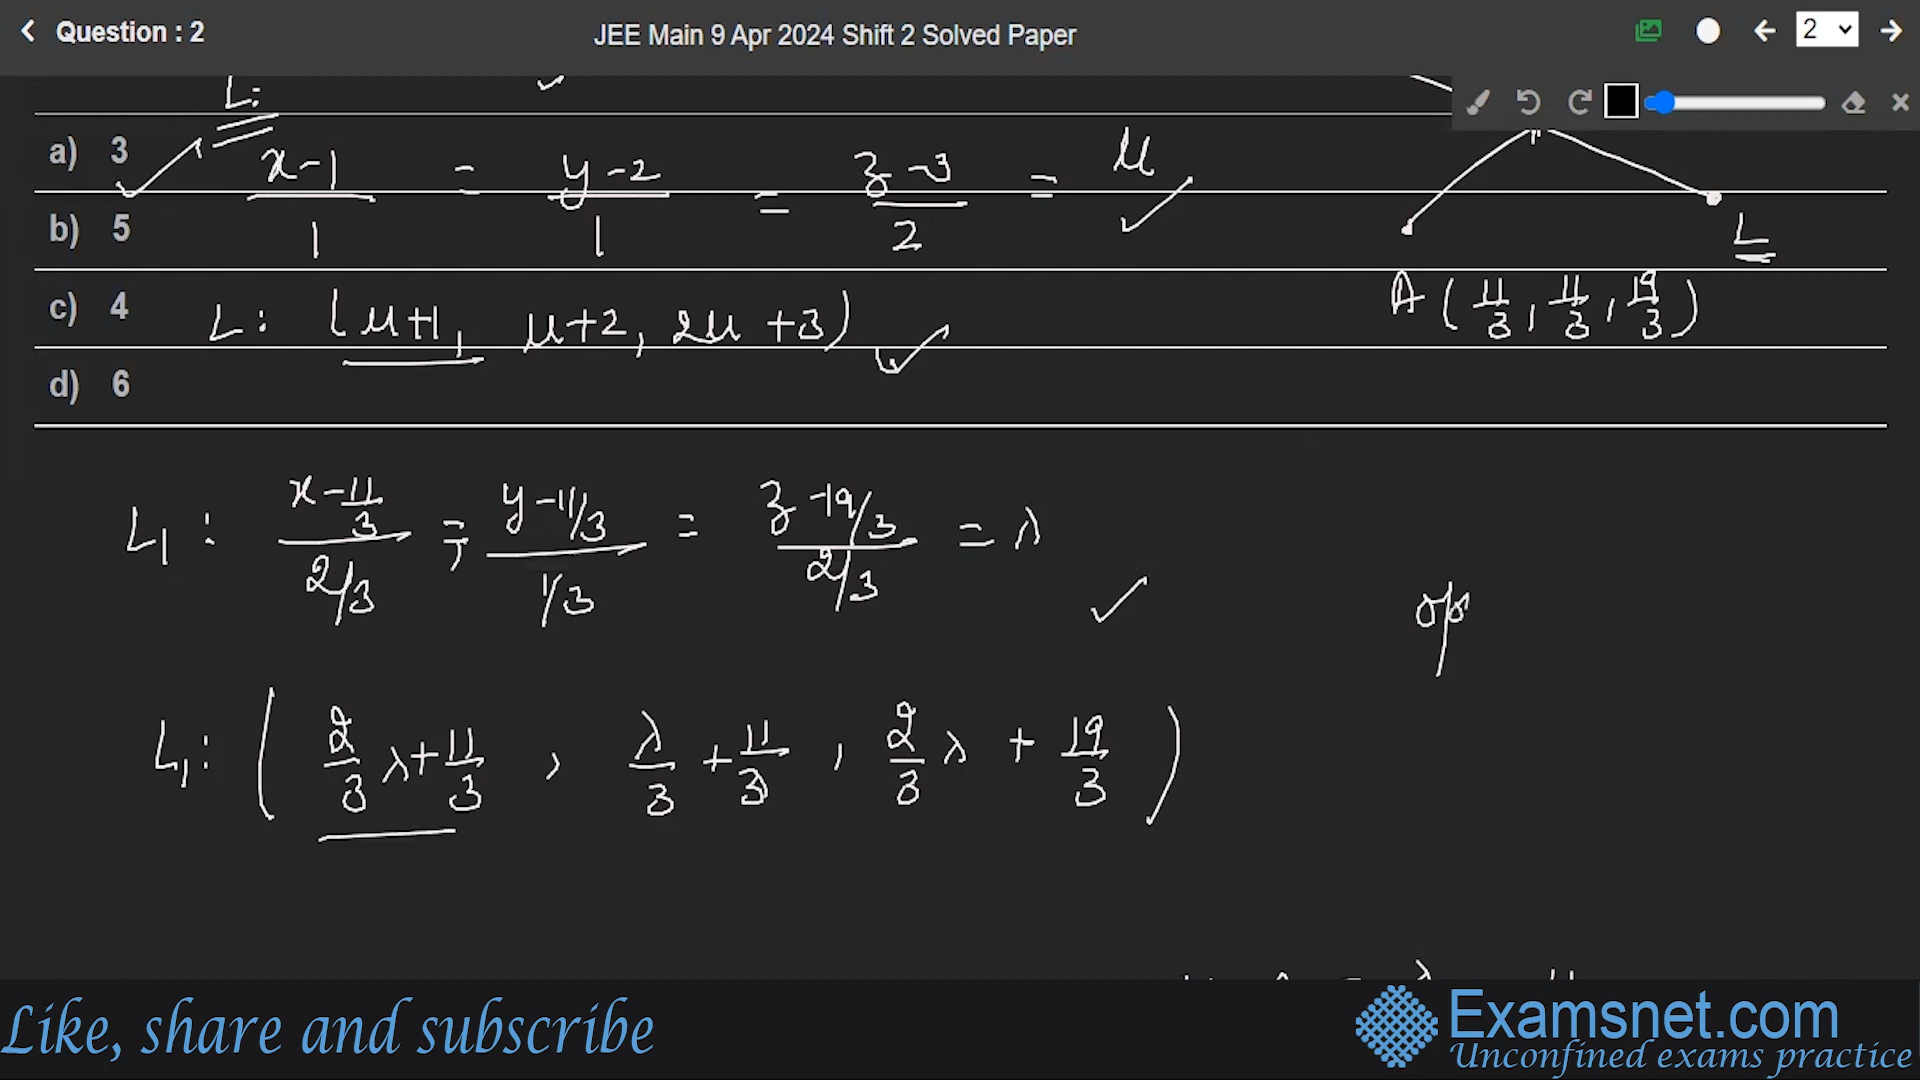 Question : 2
JEE Main 9 Apr 2024 Shift 2 Solved Paper
2
L:
a) 3
x-1/1 = y-2/1 = z-3/2 = μ
b) 5
L
c) 4
L: (μ+1, μ+2, 2μ+3)
A (11/3, 11/3, 19/3)
d) 6
L1 : x-11/3 / 2/3 = y-11/3 / 1/3 = z-19/3 / 2/3 = λ
op
L1: (2/3 λ + 11/3 , λ/3 + 11/3 , 2/3 λ + 19/3)
Like, share and subscribe
Examsnet.com
Unconfined exams practice